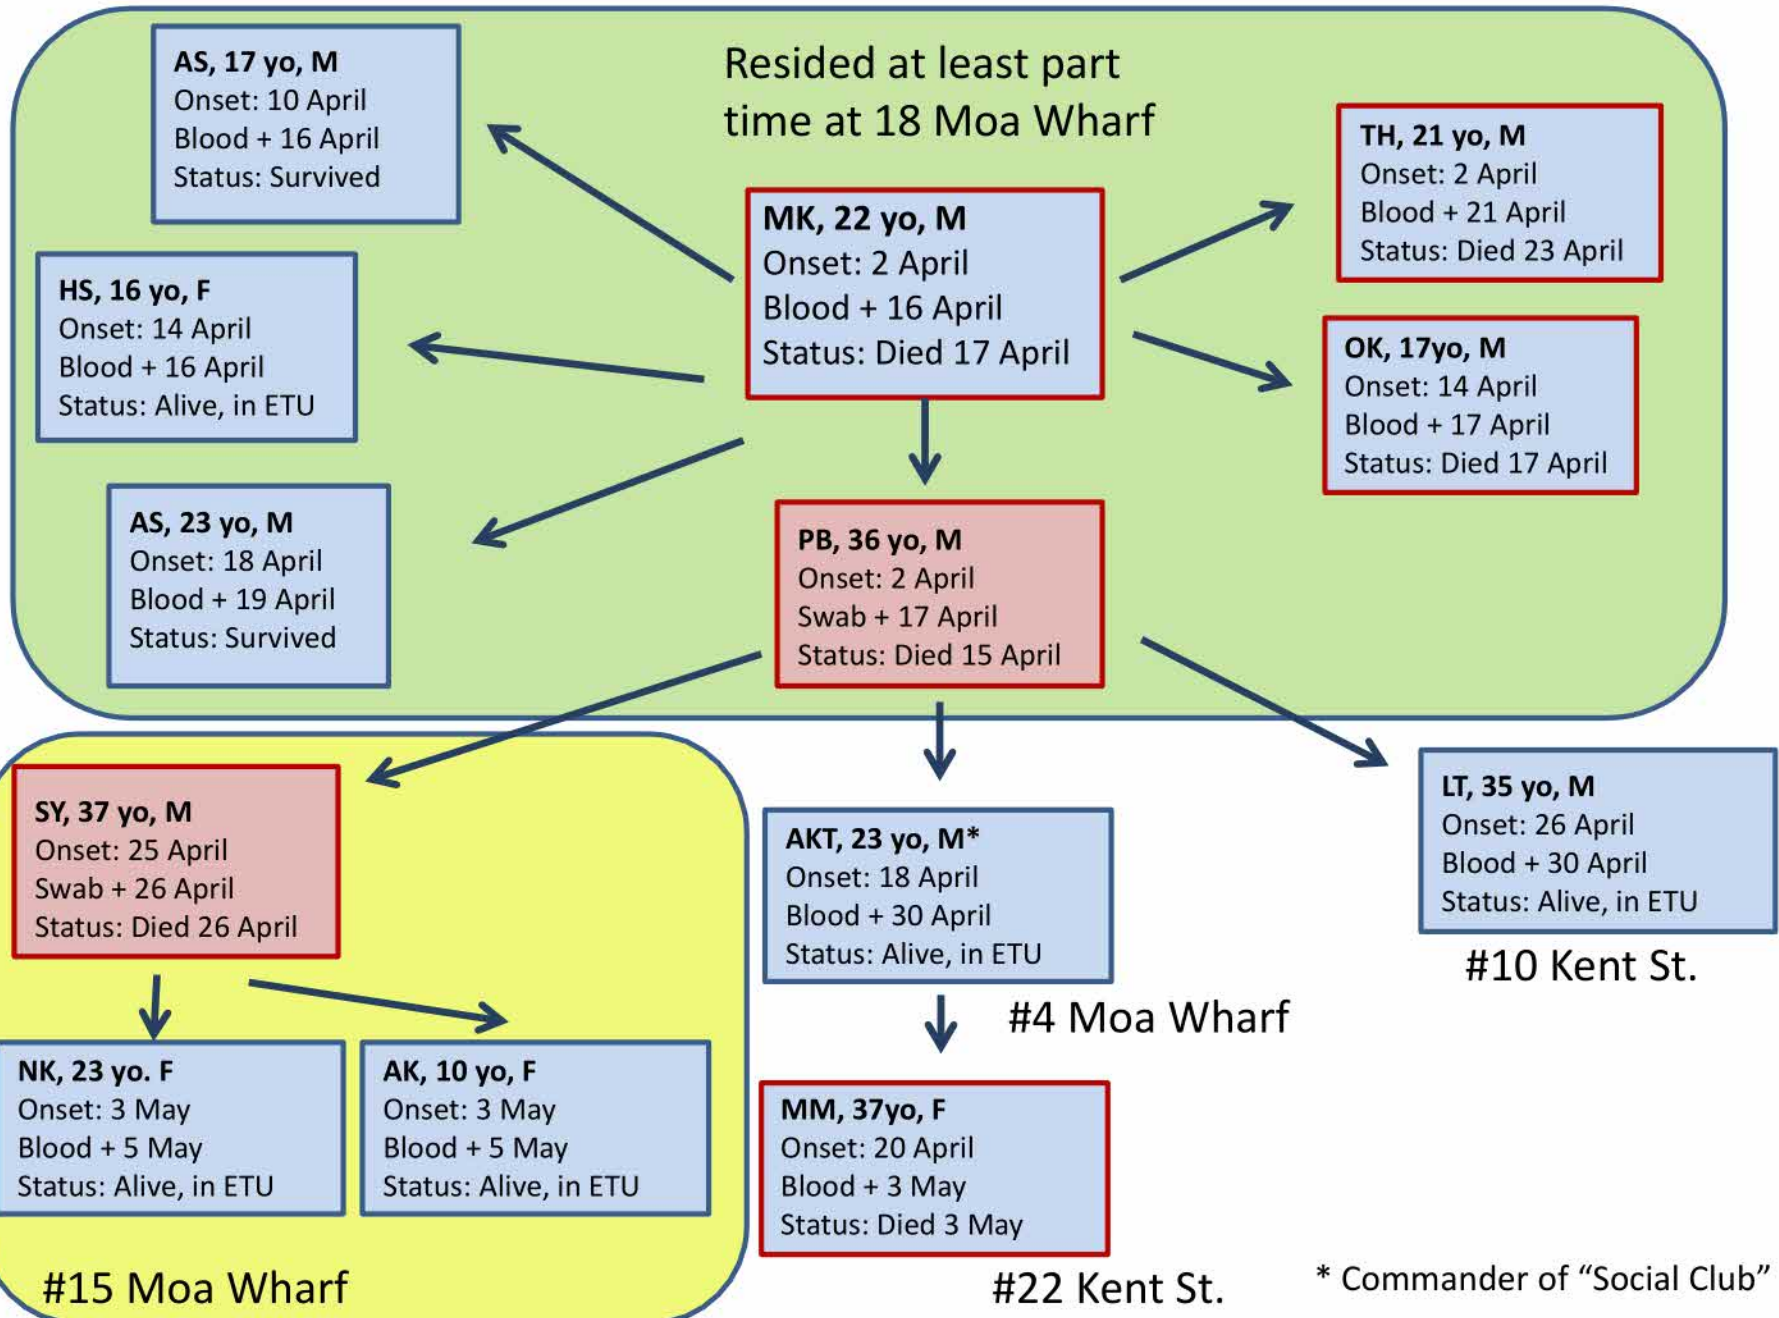 AS, 17 yo, M
Onset: 10 April
Blood + 16 April
Status: Survived
Resided at least part
time at 18 Moa Wharf
TH, 21 yo, M
Onset: 2 April
Blood + 21 April
Status: Died 23 April
MK, 22 yo, M
Onset: 2 April
Blood + 16 April
Status: Died 17 April
HS, 16 yo, F
Onset: 14 April
Blood + 16 April
Status: Alive, in ETU
OK, 17yo, M
Onset: 14 April
Blood + 17 April
Status: Died 17 April
AS, 23 yo, M
Onset: 18 April
Blood + 19 April
Status: Survived
PB, 36 yo, M
Onset: 2 April
Swab + 17 April
Status: Died 15 April
SY, 37 yo, M
Onset: 25 April
Swab + 26 April
Status: Died 26 April
AKT, 23 yo, M*
Onset: 18 April
Blood + 30 April
Status: Alive, in ETU
#4 Moa Wharf
LT, 35 yo, M
Onset: 26 April
Blood + 30 April
Status: Alive, in ETU
#10 Kent St.
NK, 23 yo. F
Onset: 3 May
Blood + 5 May
Status: Alive, in ETU
AK, 10 yo, F
Onset: 3 May
Blood + 5 May
Status: Alive, in ETU
#15 Moa Wharf
MM, 37yo, F
Onset: 20 April
Blood + 3 May
Status: Died 3 May
#22 Kent St.
* Commander of “Social Club”